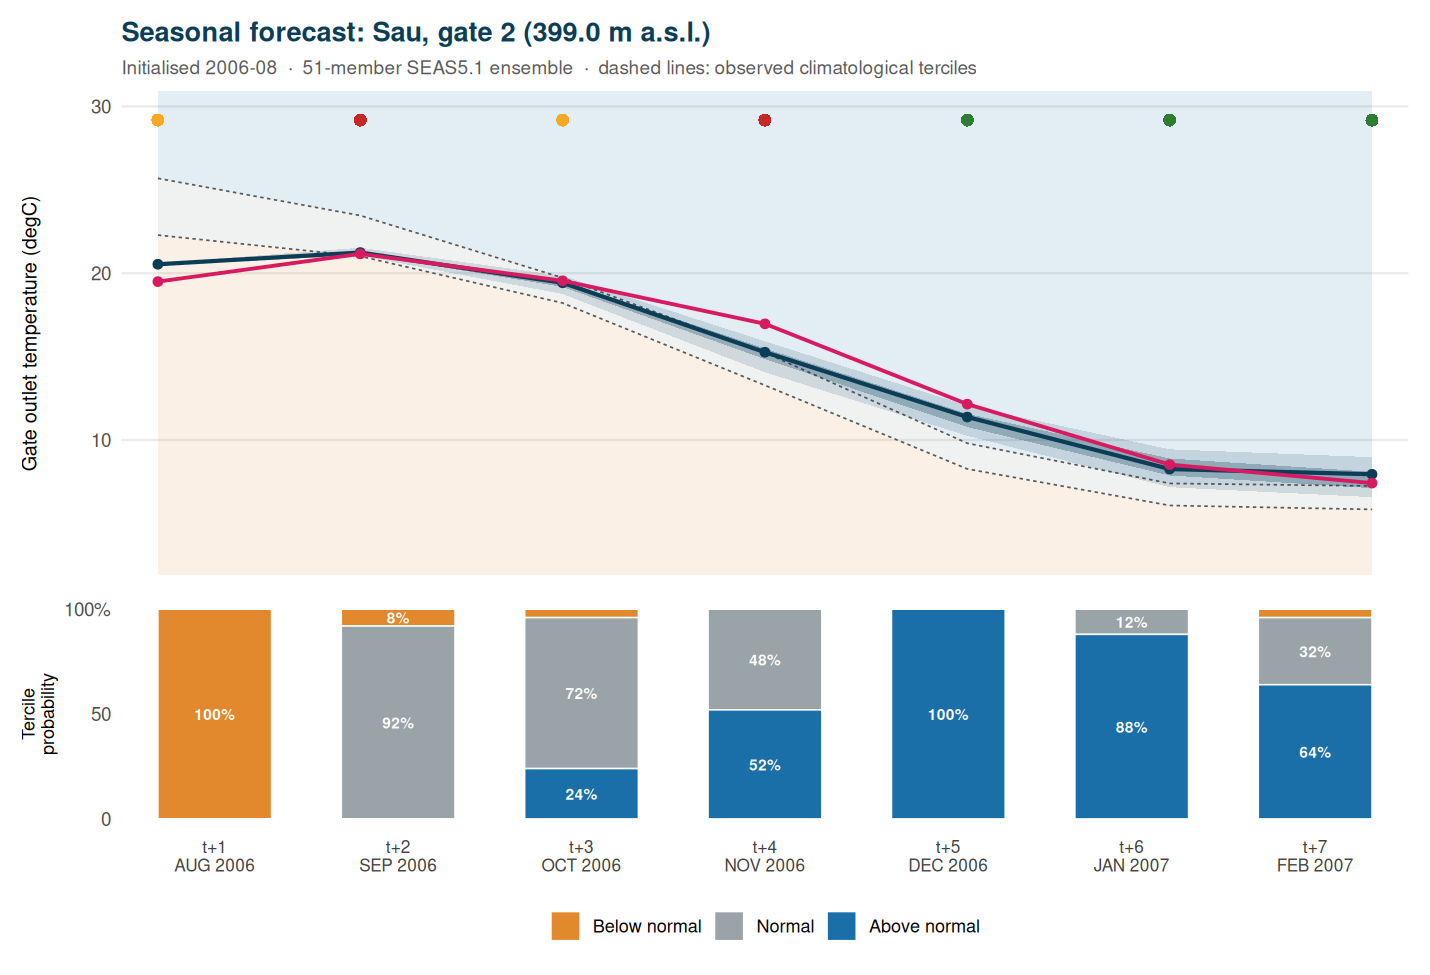 Seasonal forecast: Sau, gate 2 (399.0 m a.s.l.)
Initialised 2006-08 · 51-member SEAS5.1 ensemble · dashed lines: observed climatological terciles
30
20
10
Gate outlet temperature (degC)
100%
50
0
Tercile
probability
100%
8%
92%
72%
24%
48%
52%
100%
12%
88%
32%
64%
t+1
AUG 2006
t+2
SEP 2006
t+3
OCT 2006
t+4
NOV 2006
t+5
DEC 2006
t+6
JAN 2007
t+7
FEB 2007
Below normal
Normal
Above normal